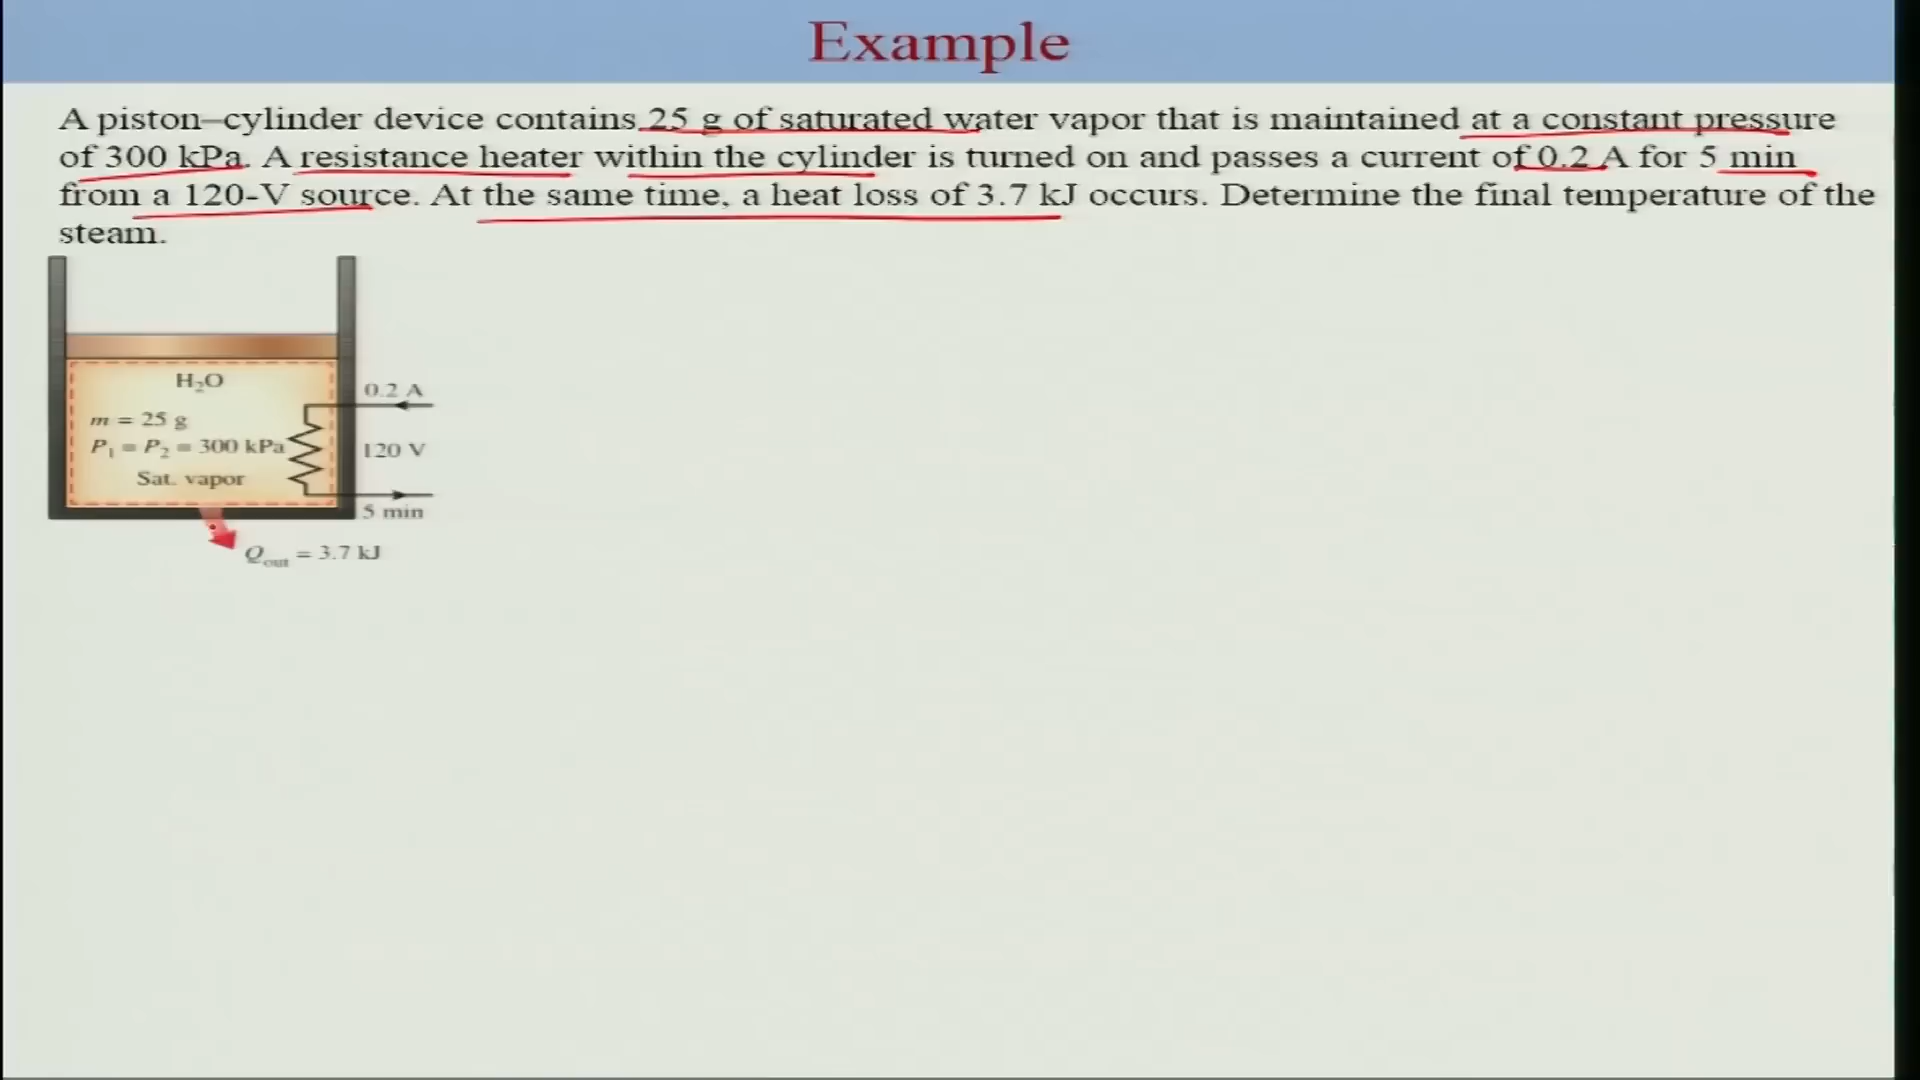 Example
A piston–cylinder device contains 25 g of saturated water vapor that is maintained at a constant pressure
of 300 kPa. A resistance heater within the cylinder is turned on and passes a current of 0.2 A for 5 min
from a 120-V source. At the same time, a heat loss of 3.7 kJ occurs. Determine the final temperature of the
steam.
H₂O
0.2 A
m = 25 g
P₁ = P₂ = 300 kPa
120 V
Sat. vapor
5 min
Qout = 3.7 kJ